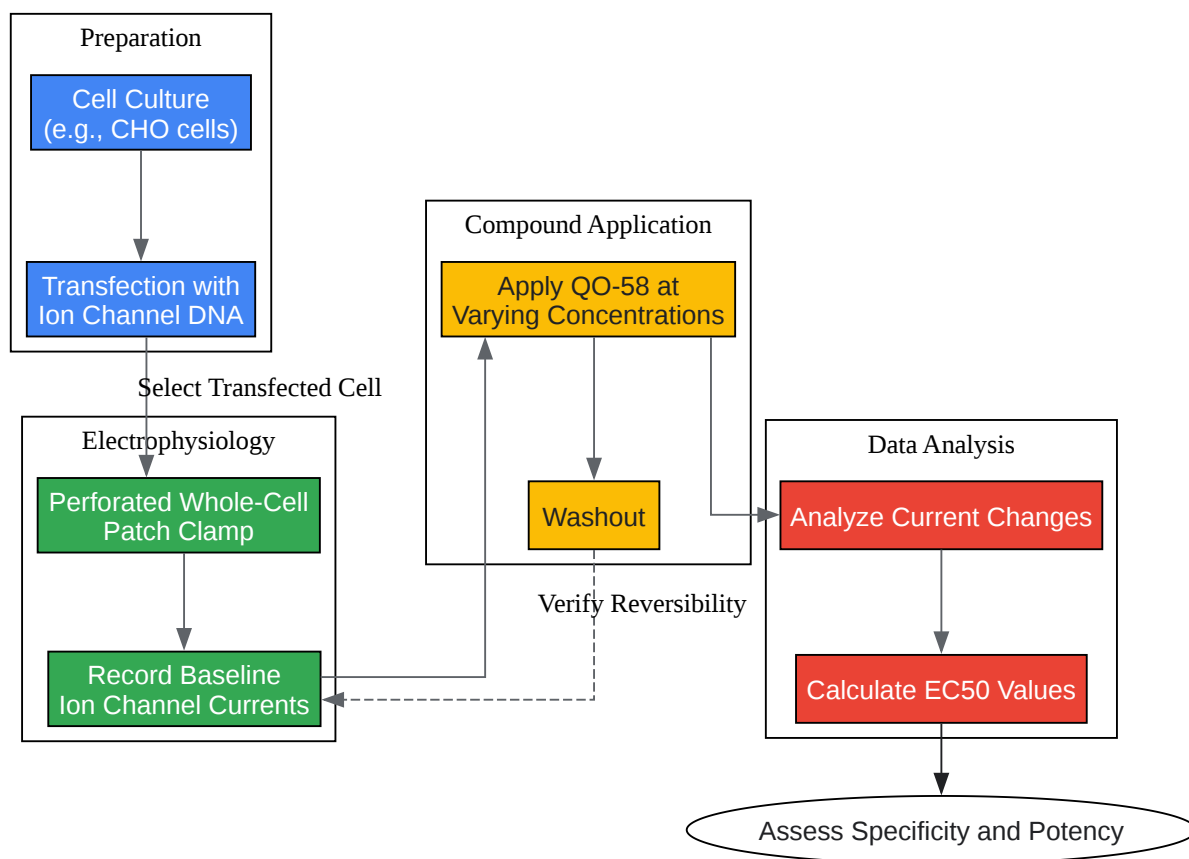 Preparation
Cell Culture
(e.g., CHO cells)
Transfection with
Ion Channel DNA
Select Transfected Cell
Electrophysiology
Perforated Whole-Cell
Patch Clamp
Record Baseline
Ion Channel Currents
Compound Application
Apply QO-58 at
Varying Concentrations
Washout
Verify Reversibility
Data Analysis
Analyze Current Changes
Calculate EC50 Values
Assess Specificity and Potency